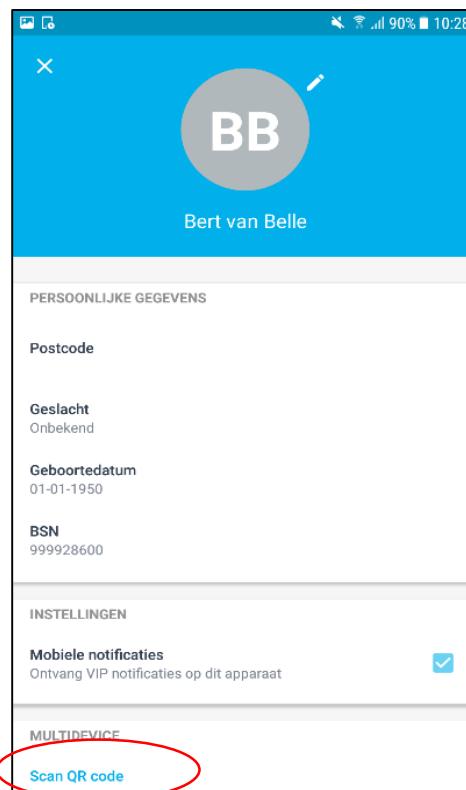 90% 10:28
BB
Bert van Belle
PERSOONLIJKE GEGEVENS
Postcode
Geslacht
Onbekend
Geboortedatum
01-01-1950
BSN
999928600
INSTELLINGEN
Mobiele notificaties
Ontvang VIP notificaties op dit apparaat
MULTIDEVICE
Scan QR code